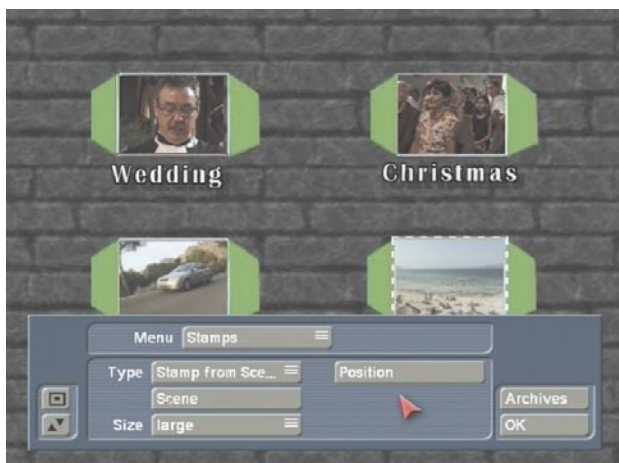 Wedding
Christmas
Menu Stamps
Type Stamp from Sce... Position
Scene
Archives
Size large
OK